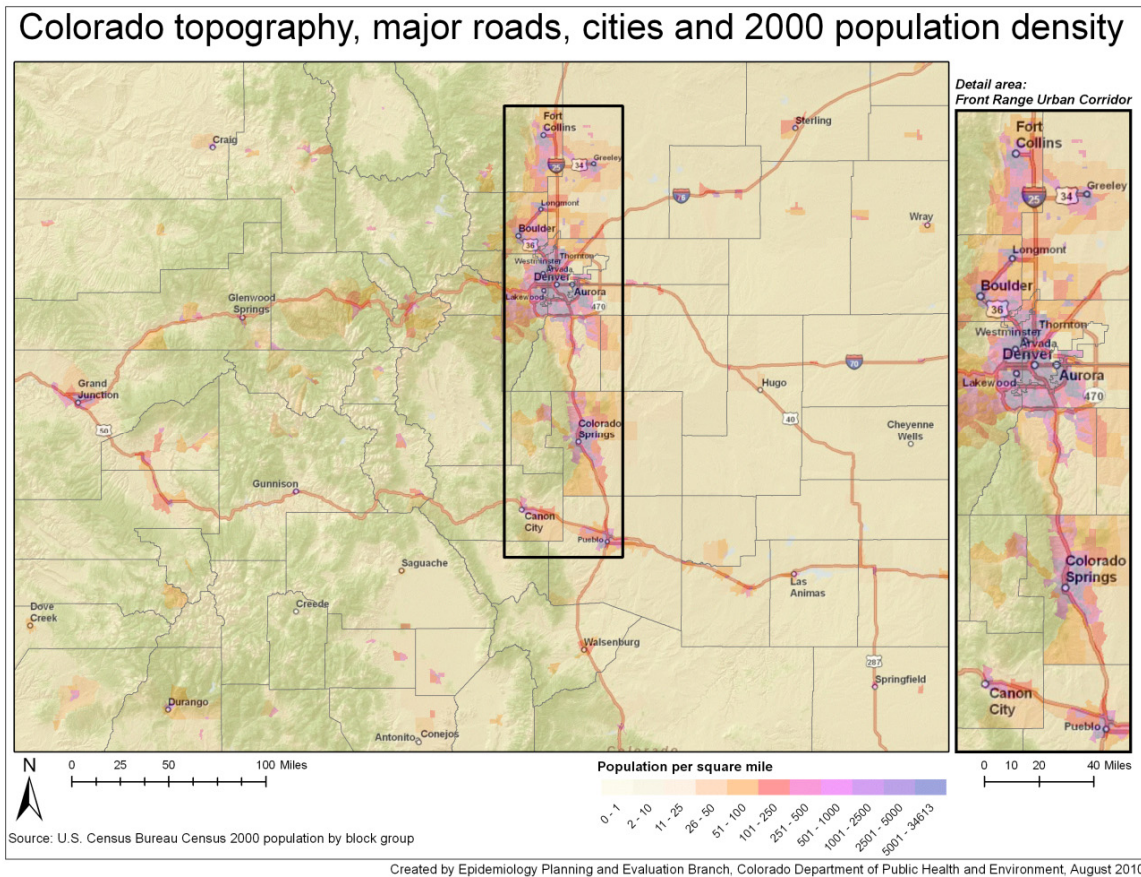 Colorado topography, major roads, cities and 2000 population density
Detail area:
Front Range Urban Corridor
Craig
Fort
Collins
Sterling
25
34
Greeley
76
Longmont
Boulder
36
Wray
Westminster
Thornton
Arvada
Denver
Aurora
Lakewood
470
Glenwood
Springs
70
Grand
Junction
50
Hugo
40
Colorado
Springs
Cheyenne
Wells
Gunnison
Canon
City
Pueblo
Saguache
Las
Animas
Creede
Dove
Creek
Walsenburg
287
Springfield
Durango
Antonito
Conejos
Colorado
Fort
Collins
25
34
Greeley
Longmont
Boulder
36
Westminster
Thornton
Arvada
Denver
Aurora
Lakewood
470
Colorado
Springs
Canon
City
Pueblo
N
0 25 50 100 Miles
Population per square mile
0 - 1
2 - 10
11 - 25
26 - 50
51 - 100
101 - 250
251 - 500
501 - 1000
1001 - 2500
2501 - 5000
5001 - 34613
0 10 20 40
Miles
Source: U.S. Census Bureau Census 2000 population by block group
Created by Epidemiology Planning and Evaluation Branch, Colorado Department of Public Health and Environment, August 2010